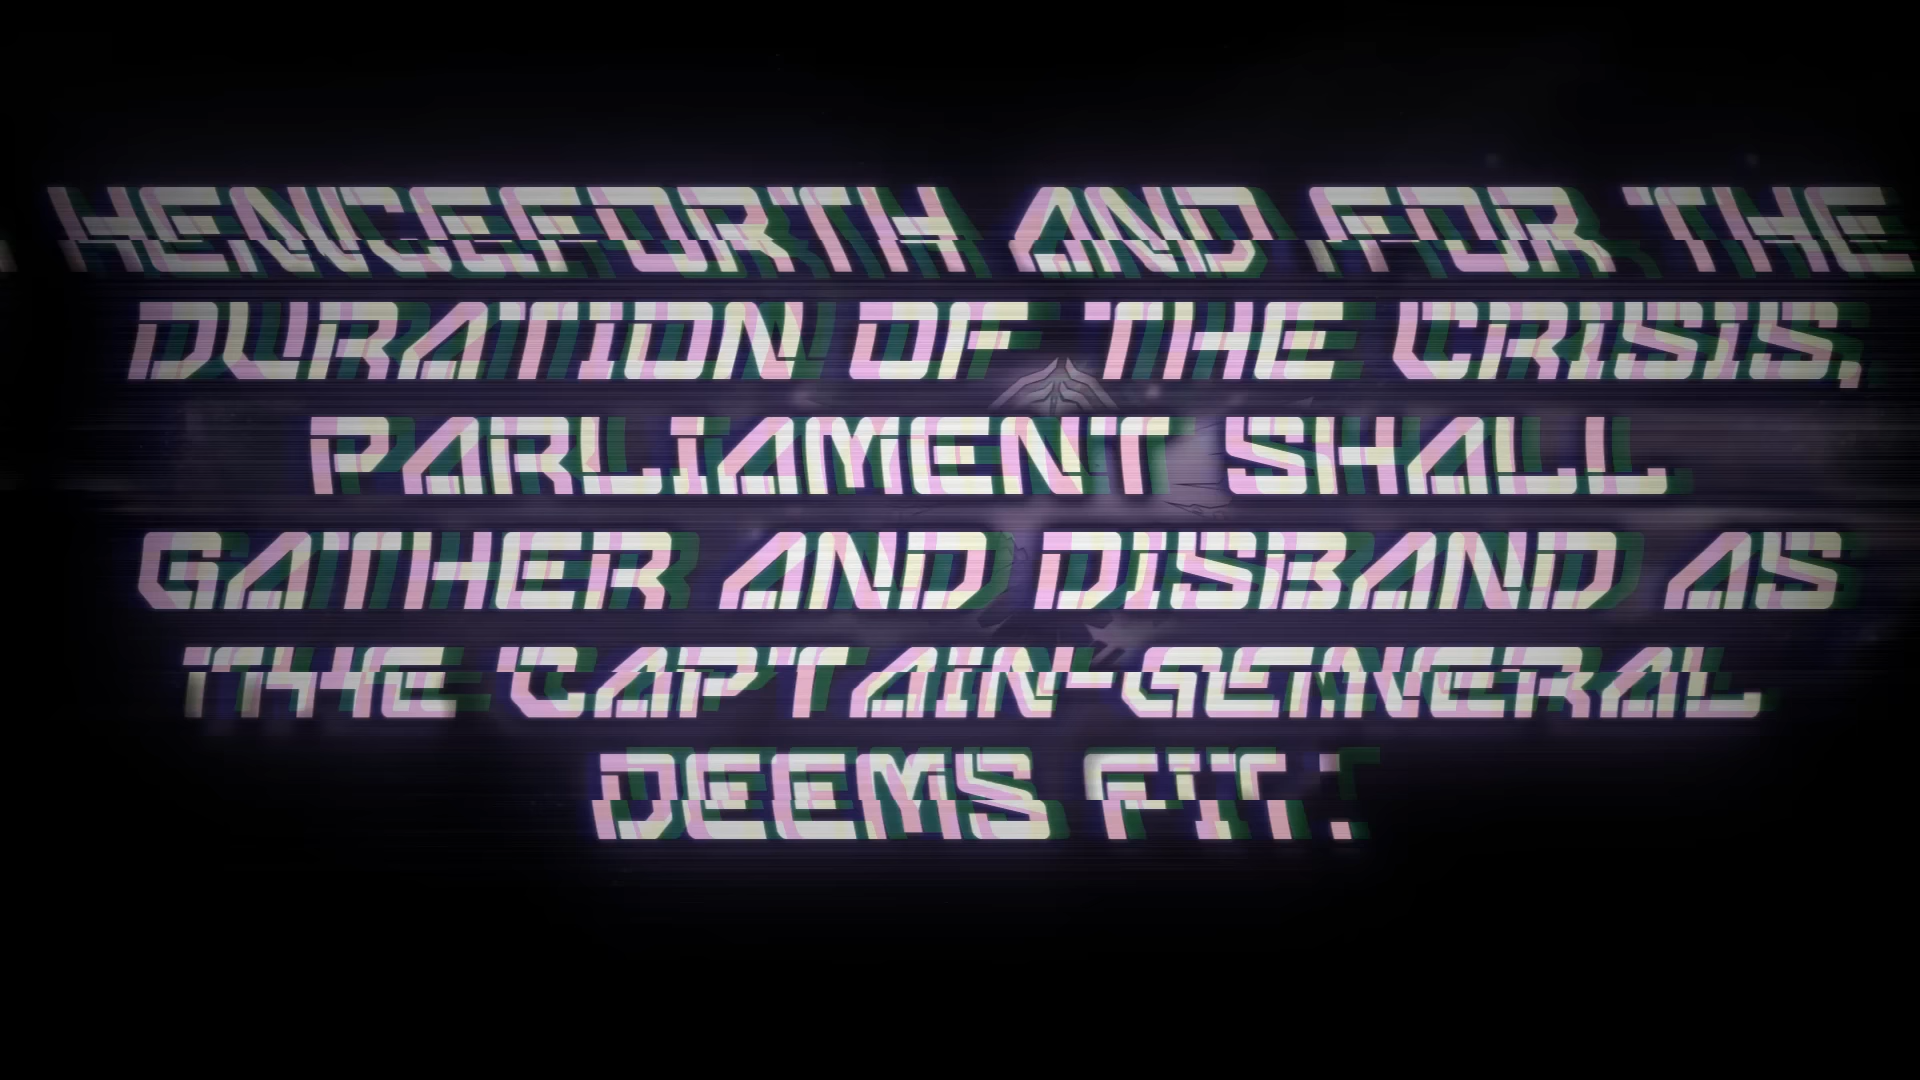 HENCEFORTH AND FOR THE
DURATION OF THE CRISIS,
PARLIAMENT SHALL
GATHER AND DISBAND AS
THE CAPTAIN-GENERAL
DEEMS FIT.